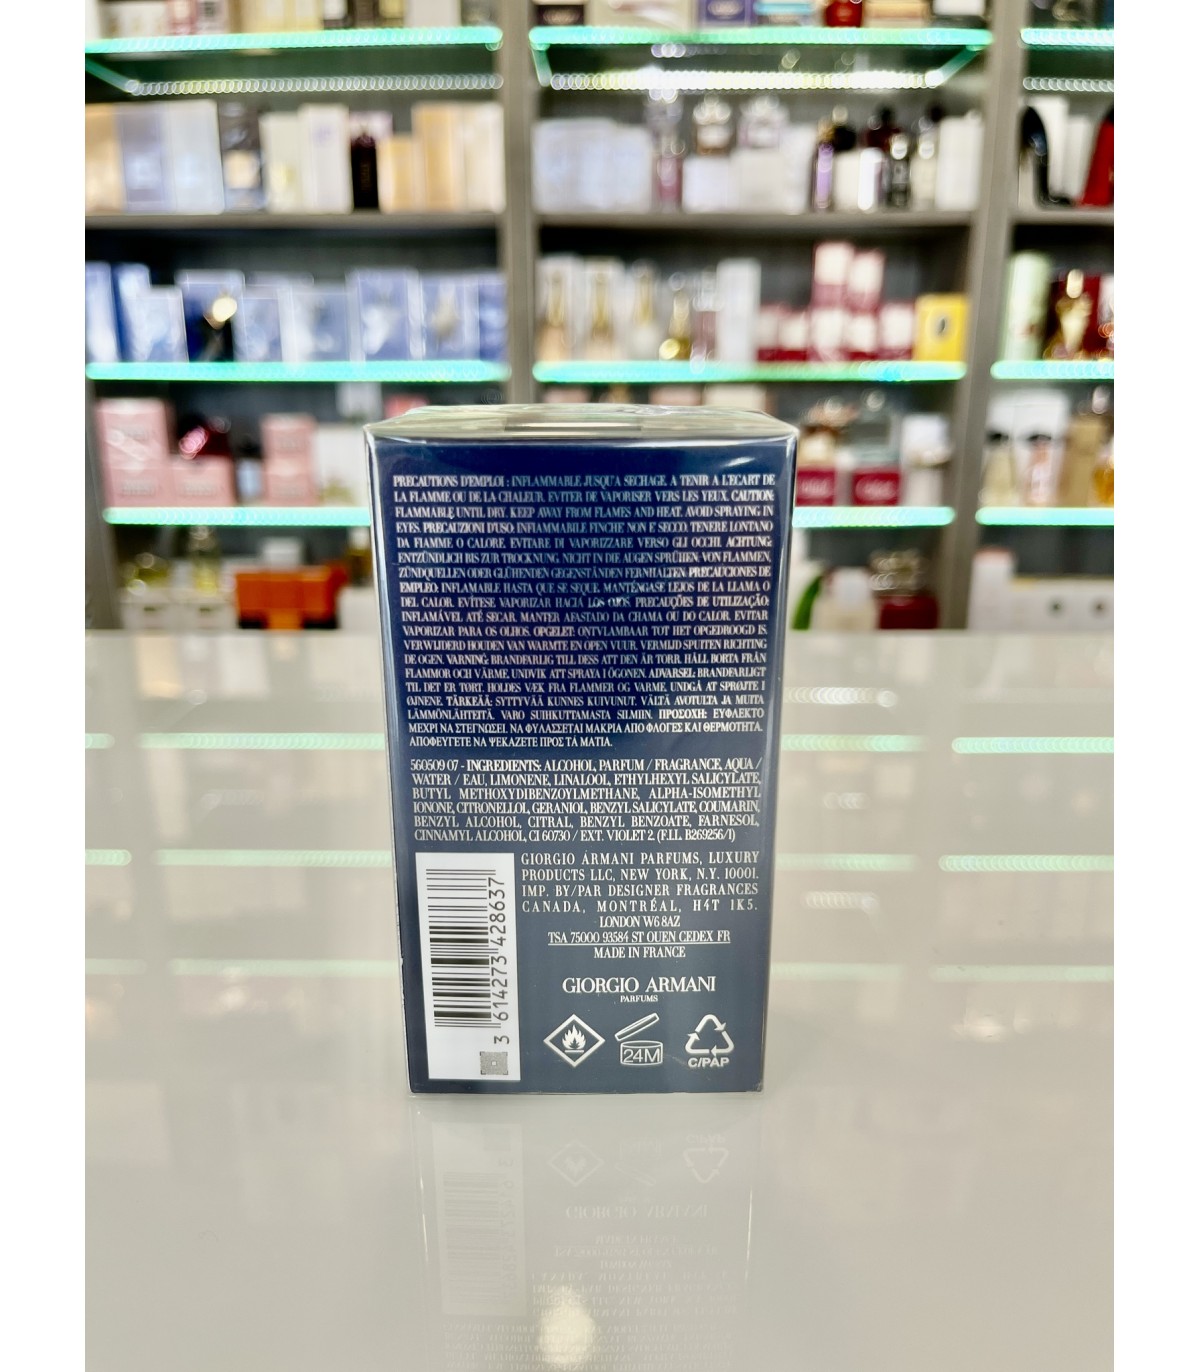 PRECAUTIONS D'EMPLOI : INFLAMMABLE JUSQU'A SECHAGE. A TENIR A L'ECART DE
LA FLAMME OU DE LA CHALEUR. EVITER DE VAPORISER VERS LES YEUX. CAUTION:
FLAMMABLE UNTIL DRY. KEEP AWAY FROM FLAMES AND HEAT. AVOID SPRAYING IN
EYES. PRECAUZIONI D'USO: INFIAMMABILE FINCHE' NON E' SECCO. TENERE LONTANO
DA FIAMME O CALORE. EVITARE DI VAPORIZZARE VERSO GLI OCCHI. ACHTUNG:
ENTZÜNDLICH BIS ZUR TROCKNUNG. NICHT IN DIE AUGEN SPRÜHEN. VON FLAMMEN,
ZÜNDQUELLEN ODER GLÜHENDEN GEGENSTÄNDEN FERNHALTEN. PRECAUCIONES DE
EMPLEO: INFLAMABLE HASTA QUE SE SEQUE. MANTÉNGASE LEJOS DE LA LLAMA O
DEL CALOR. EVÍTESE VAPORIZAR HACIA LOS OJOS. PRECAUÇÕES DE UTILIZAÇÃO:
INFLAMÁVEL ATÉ SECAR. MANTER AFASTADO DA CHAMA OU DO CALOR. EVITAR
VAPORIZAR PARA OS OLHOS. OPGELET: ONTVLAMBAAR TOT HET OPGEDROOGD IS.
VERWIJDERD HOUDEN VAN WARMTE EN OPEN VUUR. VERMIJD SPUITEN RICHTING
DE OGEN. VARNING: BRANDFARLIG TILL DESS ATT DEN ÄR TORR. HÅLL BORTA FRÅN
FLAMMOR OCH VÄRME. UNDVIK ATT SPRAYA I ÖGONEN. ADVARSEL: BRANDFARLIGT
TIL DET ER TØRT. HOLDES VÆK FRA FLAMMER OG VARME. UNDGÅ AT SPRØJTE I
ØJNENE. TÄRKEÄÄ: SYTTYVÄÄ KUNNES KUIVUNUT. VÄLTÄ AVOTULTA JA MUITA
LÄMMÖNLÄHTEITÄ. VARO SUIHKUTTAMASTA SILMIIN. ΠΡΟΣΟΧΗ: ΕΥΦΛΕΚΤΟ
ΜΕΧΡΙ ΝΑ ΣΤΕΓΝΩΣΕΙ. ΝΑ ΦΥΛΑΣΣΕΤΑΙ ΜΑΚΡΙΑ ΑΠΟ ΦΛΟΓΕΣ ΚΑΙ ΘΕΡΜΟΤΗΤΑ.
ΑΠΟΦΕΥΓΕΤΕ ΝΑ ΨΕΚΑΖΕΤΕ ΠΡΟΣ ΤΑ ΜΑΤΙΑ.
560509 07 - INGREDIENTS: ALCOHOL, PARFUM / FRAGRANCE, AQUA /
WATER / EAU, LIMONENE, LINALOOL, ETHYLHEXYL SALICYLATE,
BUTYL METHOXYDIBENZOYLMETHANE, ALPHA-ISOMETHYL
IONONE, CITRONELLOL, GERANIOL, BENZYL SALICYLATE, COUMARIN,
BENZYL ALCOHOL, CITRAL, BENZYL BENZOATE, FARNESOL,
CINNAMYL ALCOHOL, CI 60730 / EXT. VIOLET 2. (F.I.L. B269256/1)
GIORGIO ARMANI PARFUMS, LUXURY
PRODUCTS LLC, NEW YORK, N.Y. 10001.
IMP. BY/PAR DESIGNER FRAGRANCES
CANADA, MONTRÉAL, H4T 1K5.
LONDON W6 8AZ
TSA 75000 93584 ST OUEN CEDEX FR
MADE IN FRANCE
GIORGIO ARMANI
PARFUMS
24M
C/PAP
3 614273 428637